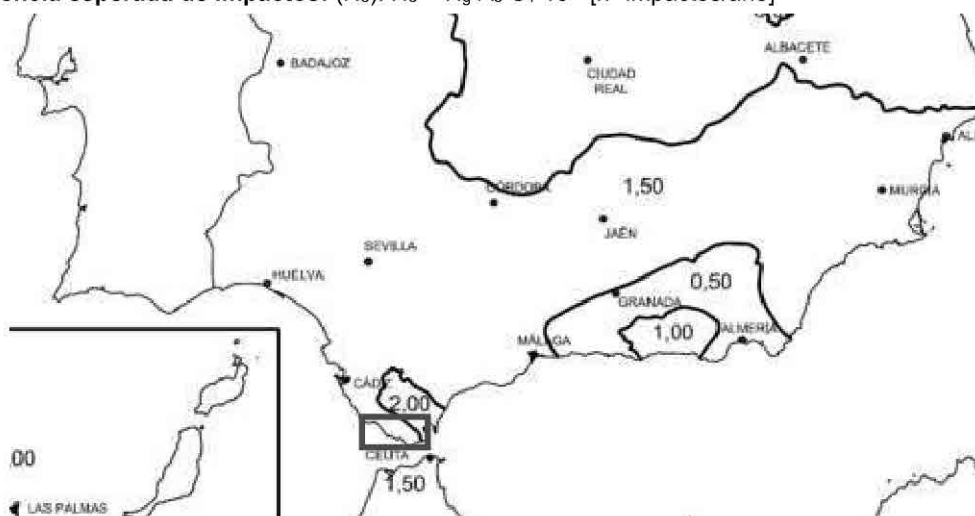 BADAJOZ
ALBACETE
CIUDAD
REAL
CÓRDOBA
1,50
MURCIA
JAÉN
SEVILLA
HUELVA
0,50
GRANADA
1,00
ALMERÍA
MÁLAGA
CÁDIZ
2,00
CEUTA
1,50
,00
LAS PALMAS